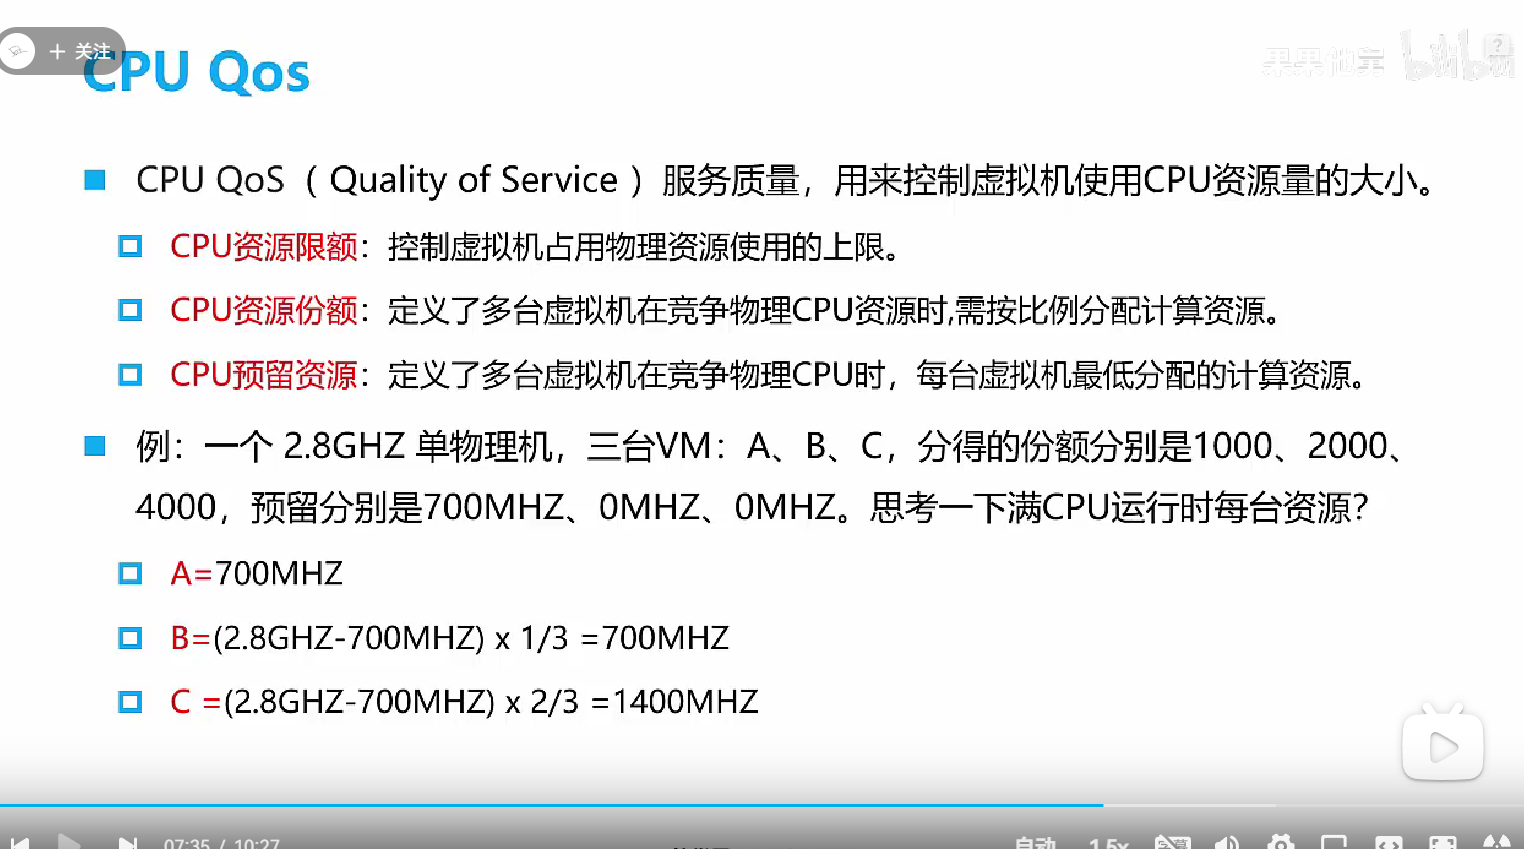 + 关注
CPU Qos
果果他舅 bilibili
CPU QoS（Quality of Service）服务质量，用来控制虚拟机使用CPU资源量的大小。
CPU资源限额：控制虚拟机占用物理资源使用的上限。
CPU资源份额：定义了多台虚拟机在竞争物理CPU资源时,需按比例分配计算资源。
CPU预留资源：定义了多台虚拟机在竞争物理CPU时，每台虚拟机最低分配的计算资源。
例：一个 2.8GHZ 单物理机，三台VM：A、B、C，分得的份额分别是1000、2000、
4000，预留分别是700MHZ、0MHZ、0MHZ。思考一下满CPU运行时每台资源？
A=700MHZ
B=(2.8GHZ-700MHZ) x 1/3 =700MHZ
C =(2.8GHZ-700MHZ) x 2/3 =1400MHZ
07:35 / 10:27 自动 1.5x